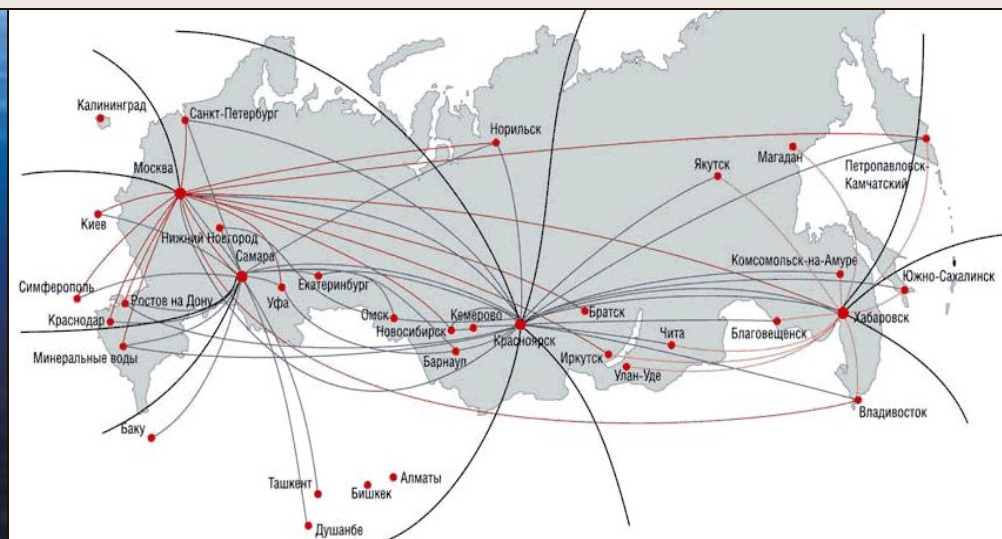 Калининград
Санкт-Петербург
Норильск
Москва
Якутск
Магадан
Петропавловск-
Камчатский
Киев
Нижний Новгород
Самара
Комсомольск-на-Амуре
Южно-Сахалинск
Симферополь
Ростов на Дону
Уфа
Екатеринбург
Омск
Кемерово
Братск
Хабаровск
Краснодар
Новосибирск
Красноярск
Чита
Благовещенск
Минеральные воды
Барнаул
Иркутск
Улан-Уде
Владивосток
Баку
Ташкент
Бишкек
Алматы
Душанбе